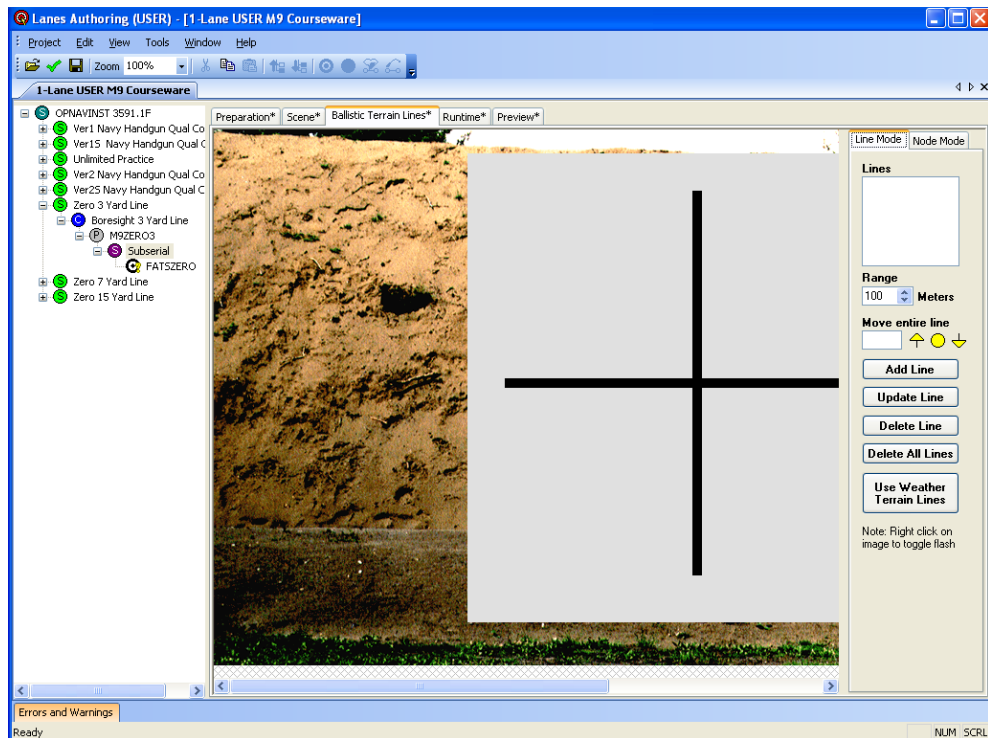 Lanes Authoring (USER) - [1-Lane USER M9 Courseware]
Project Edit View Tools Window Help
Zoom 100%
1-Lane USER M9 Courseware
OPNAVINST 3591.1F
Ver1 Navy Handgun Qual Co
Ver1S Navy Handgun Qual C
Unlimited Practice
Ver2 Navy Handgun Qual Co
Ver2S Navy Handgun Qual C
Zero 3 Yard Line
Boresight 3 Yard Line
M9ZERO3
Subserial
FATSZERO
Zero 7 Yard Line
Zero 15 Yard Line
Preparation* Scene* Ballistic Terrain Lines* Runtime* Preview*
Line Mode Node Mode
Lines
Range
100 Meters
Move entire line
Add Line
Update Line
Delete Line
Delete All Lines
Use Weather
Terrain Lines
Note: Right click on
image to toggle flash
Errors and Warnings
Ready NUM SCRL